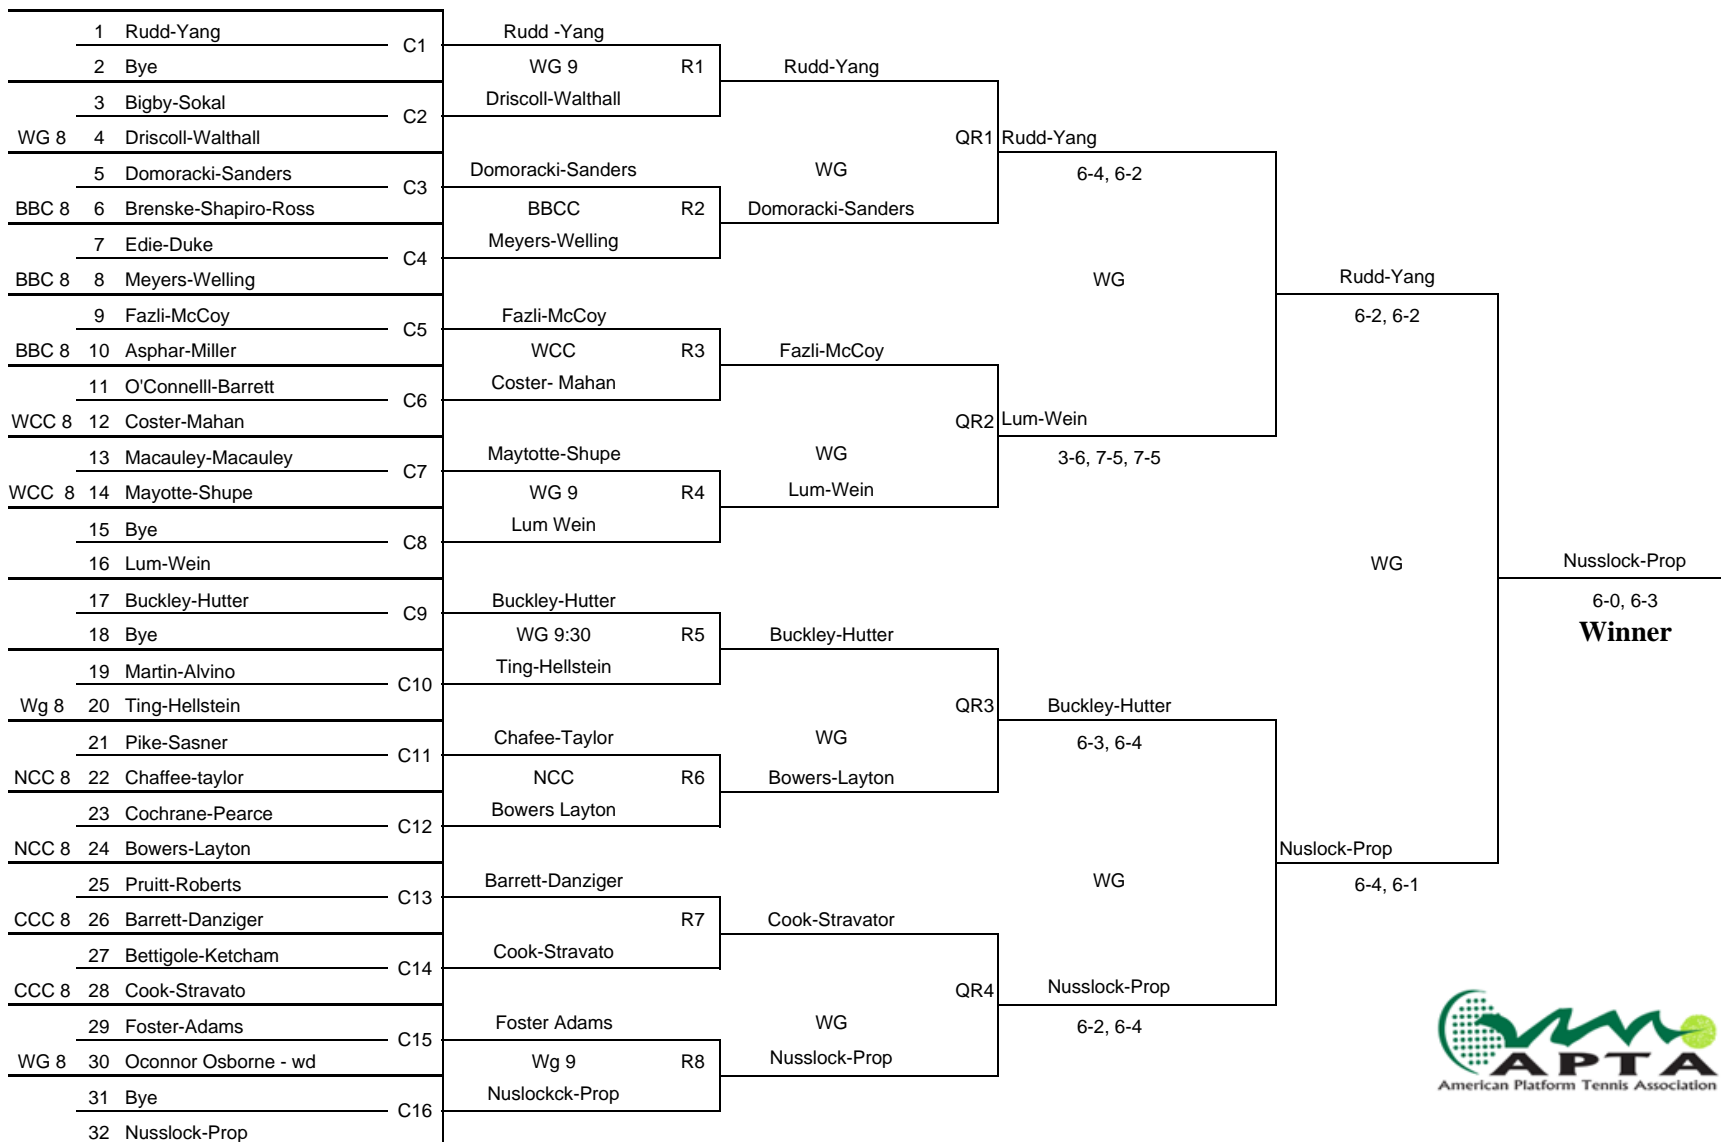 1 Rudd-Yang
C1
2 Bye
3 Bigby-Sokal
C2
WG 8 4 Driscoll-Walthall
5 Domoracki-Sanders
C3
BBC 8 6 Brenske-Shapiro-Ross
7 Edie-Duke
C4
BBC 8 8 Meyers-Welling
9 Fazli-McCoy
C5
BBC 8 10 Asphar-Miller
11 O'Connelll-Barrett
C6
WCC 8 12 Coster-Mahan
13 Macauley-Macauley
C7
WCC 8 14 Mayotte-Shupe
15 Bye
C8
16 Lum-Wein
17 Buckley-Hutter
C9
18 Bye
19 Martin-Alvino
C10
Wg 8 20 Ting-Hellstein
21 Pike-Sasner
C11
NCC 8 22 Chaffee-taylor
23 Cochrane-Pearce
C12
NCC 8 24 Bowers-Layton
25 Pruitt-Roberts
C13
CCC 8 26 Barrett-Danziger
27 Bettigole-Ketcham
C14
CCC 8 28 Cook-Stravato
29 Foster-Adams
C15
WG 8 30 Oconnor Osborne - wd
31 Bye
C16
32 Nusslock-Prop
Rudd -Yang
WG 9 R1
Driscoll-Walthall
Domoracki-Sanders
BBCC R2
Meyers-Welling
Fazli-McCoy
WCC R3
Coster- Mahan
Maytotte-Shupe
WG 9 R4
Lum Wein
Buckley-Hutter
WG 9:30 R5
Ting-Hellstein
Chafee-Taylor
NCC R6
Bowers Layton
Barrett-Danziger
R7
Cook-Stravato
Foster Adams
Wg 9 R8
Nuslockck-Prop
Rudd-Yang
QR1
WG
Domoracki-Sanders
Fazli-McCoy
QR2
WG
Lum-Wein
Buckley-Hutter
QR3
WG
Bowers-Layton
Cook-Stravator
QR4
WG
Nusslock-Prop
Rudd-Yang
6-4, 6-2
WG
Lum-Wein
3-6, 7-5, 7-5
Buckley-Hutter
6-3, 6-4
WG
Nusslock-Prop
6-2, 6-4
Rudd-Yang
6-2, 6-2
WG
Nuslock-Prop
6-4, 6-1
Nusslock-Prop
6-0, 6-3
Winner
APTA
American Platform Tennis Association